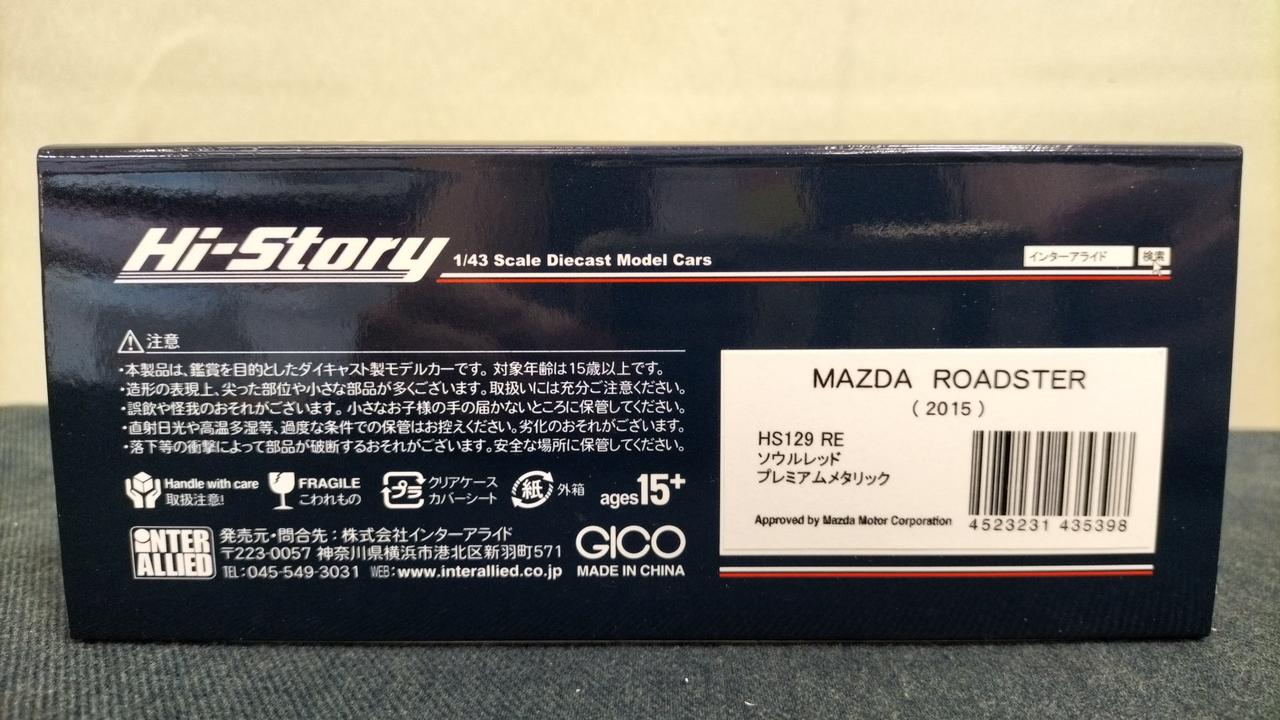 Hi-Story 1/43 Scale Diecast Model Cars
インターアライド 検索
注意
・本製品は、鑑賞を目的としたダイキャスト製モデルカーです。対象年齢は15歳以上です。
・造形の表現上、尖った部位や小さな部品が多くございます。取扱いには充分ご注意ください。
・誤飲や怪我のおそれがございます。小さなお子様の手の届かないところに保管してください。
・直射日光や高温多湿等、過度な条件での保管はお控えください。劣化のおそれがございます。
・落下等の衝撃によって部品が破断するおそれがございます。安全な場所に保管してください。
Handle with care
取扱注意!
FRAGILE
こわれもの
プラ
クリアケース
カバーシート
紙 外箱
ages15+
INTER
ALLIED
発売元・問合先：株式会社インターアライド
〒223-0057 神奈川県横浜市港北区新羽町571
TEL:045-549-3031 WEB:www.interallied.co.jp
GICO
MADE IN CHINA
MAZDA ROADSTER
(2015)
HS129 RE
ソウルレッド
プレミアムメタリック
Approved by Mazda Motor Corporation
4523231 435398